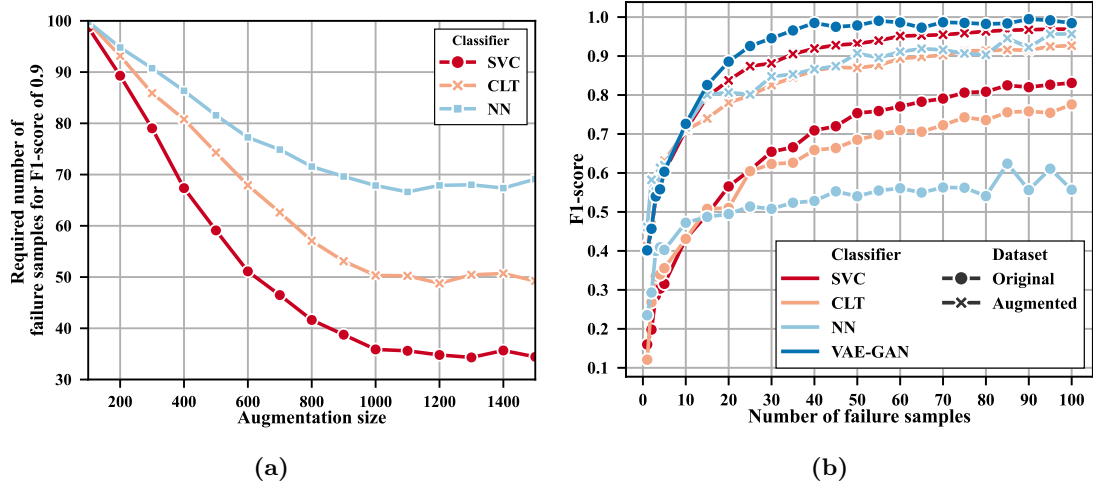 Required number of
failure samples for F1-score of 0.9
100
90
80
70
60
50
40
30
200
400
600
800
1000
1200
1400
Augmentation size
Classifier
SVC
CLT
NN
(a)
F1-score
1.0
0.9
0.8
0.7
0.6
0.5
0.4
0.3
0.2
0.1
0
10
20
30
40
50
60
70
80
90
100
Number of failure samples
Classifier
SVC
CLT
NN
VAE-GAN
Dataset
Original
Augmented
(b)